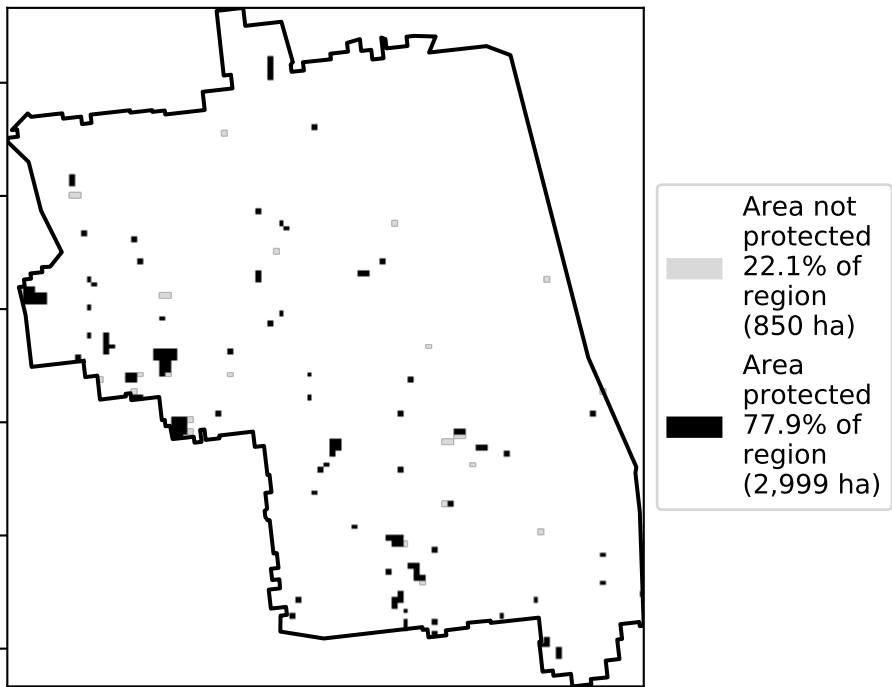 Area not
protected
22.1% of
region
(850 ha)
Area
protected
77.9% of
region
(2,999 ha)